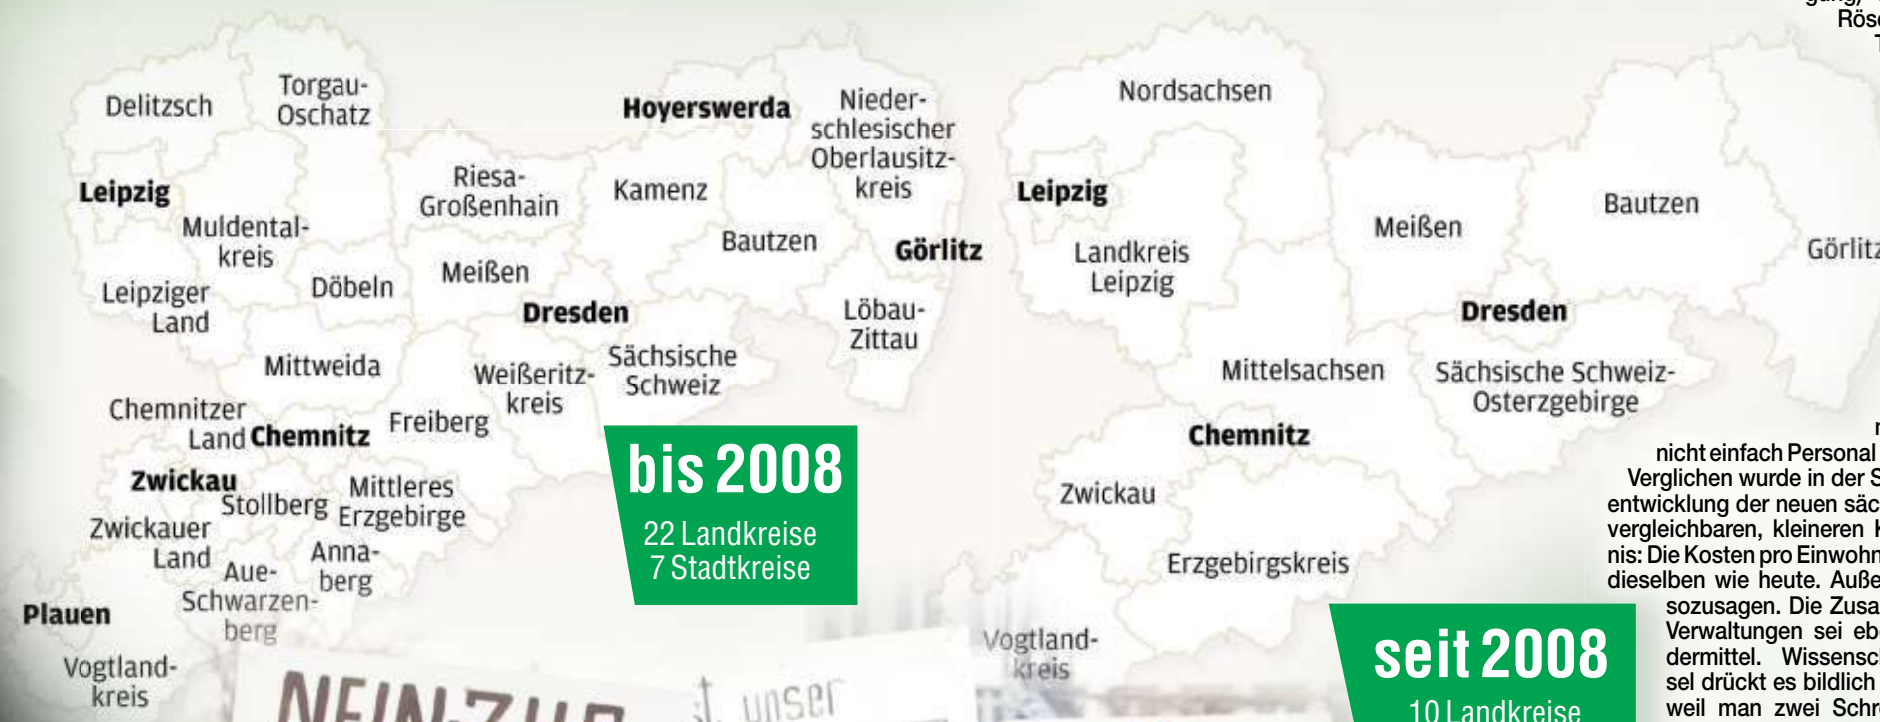 Delitzsch
Torgau-
Oschatz
Hoyerswerda
Nieder-
schlesischer
Oberlausitz-
kreis
Leipzig
Muldental-
kreis
Riesa-
Großenhain
Kamenz
Bautzen
Görlitz
Leipziger
Land
Döbeln
Meißen
Dresden
Löbau-
Zittau
Mittweida
Weißeritz-
kreis
Sächsische
Schweiz
Chemnitzer
Land
Chemnitz
Freiberg
Zwickau
Stollberg
Mittleres
Erzgebirge
Zwickauer
Land
Aue-
Schwarzen-
berg
Anna-
berg
Plauen
Vogtland-
kreis
bis 2008
22 Landkreise
7 Stadtkreise
Nordsachsen
Leipzig
Landkreis
Leipzig
Meißen
Bautzen
Görlitz
Dresden
Mittelsachsen
Sächsische Schweiz-
Osterzgebirge
Chemnitz
Zwickau
Erzgebirgskreis
Vogtland-
kreis
seit 2008
10 Landkreise
NEIN ZUR
unser
nicht einfach Personal
Verglichen wurde in der S
entwicklung der neuen säc
vergleichbaren, kleineren K
nis: Die Kosten pro Einwohn
dieselben wie heute. Auße
sozusagen. Die Zusa
Verwaltungen sei eb
dermittel. Wissensc
sel drückt es bildlich
weil man zwei Schr